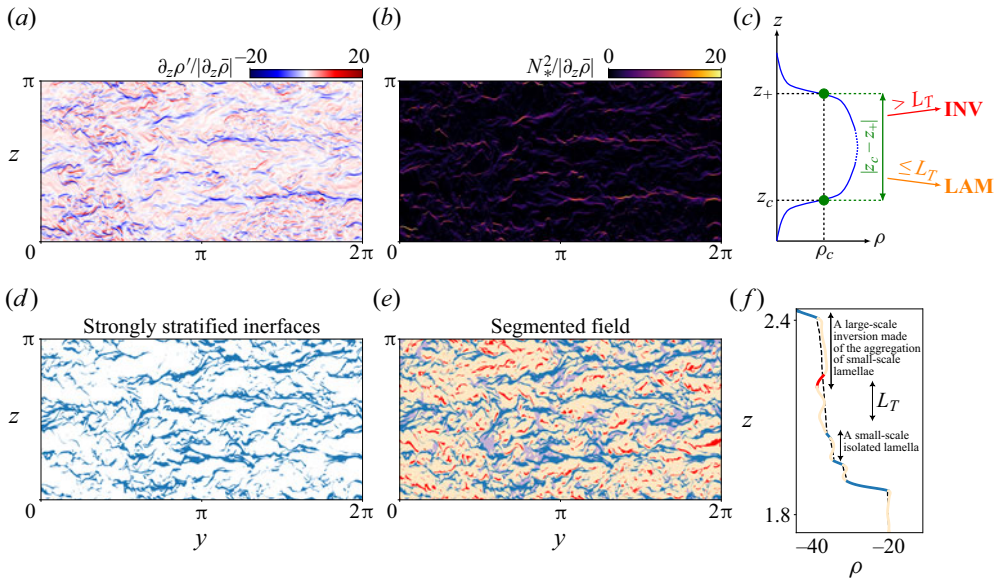 (a)
∂zρ′/|∂zρ̄|
−20
20
π
z
0
π
2π
(b)
N*²/|∂zρ̄|
0
20
0
π
2π
(c)
z
z+
> LT
INV
|zc − z+|
≤ LT
LAM
zc
ρc
ρ
(d)
Strongly stratified inerfaces
π
z
0
π
2π
y
(e)
Segmented field
0
π
2π
y
(f)
2.4
A large-scale
inversion made
of the aggregation
of small-scale
lamellae
LT
z
A small-scale
isolated lamella
1.8
−40
−20
ρ